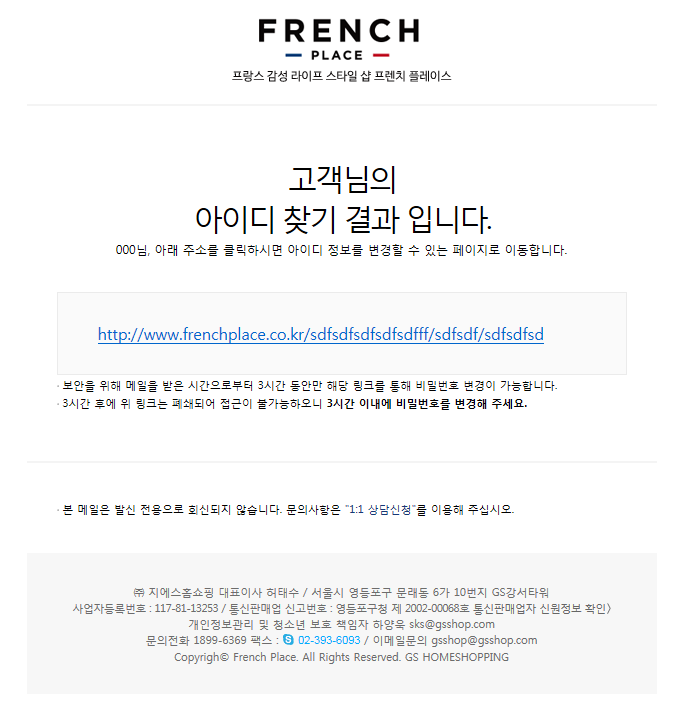 FRENCH
PLACE
프랑스 감성 라이프 스타일 샵 프렌치 플레이스
고객님의
아이디 찾기 결과 입니다.
000님, 아래 주소를 클릭하시면 아이디 정보를 변경할 수 있는 페이지로 이동합니다.
http://www.frenchplace.co.kr/sdfsdfsdfsdfsdfff/sdfsdf/sdfsdfsd
· 보안을 위해 메일을 받은 시간으로부터 3시간 동안만 해당 링크를 통해 비밀번호 변경이 가능합니다.
· 3시간 후에 위 링크는 폐쇄되어 접근이 불가능하오니 3시간 이내에 비밀번호를 변경해 주세요.
· 본 메일은 발신 전용으로 회신되지 않습니다. 문의사항은 "1:1 상담신청"를 이용해 주십시오.
㈜ 지에스홈쇼핑 대표이사 허태수 / 서울시 영등포구 문래동 6가 10번지 GS강서타워
사업자등록번호 : 117-81-13253 / 통신판매업 신고번호 : 영등포구청 제 2002-00068호 통신판매업자 신원정보 확인>
개인정보관리 및 청소년 보호 책임자 하양욱 sks@gsshop.com
문의전화 1899-6369 팩스 : 02-393-6093 / 이메일문의 gsshop@gsshop.com
Copyrigh© French Place. All Rights Reserved. GS HOMESHOPPING